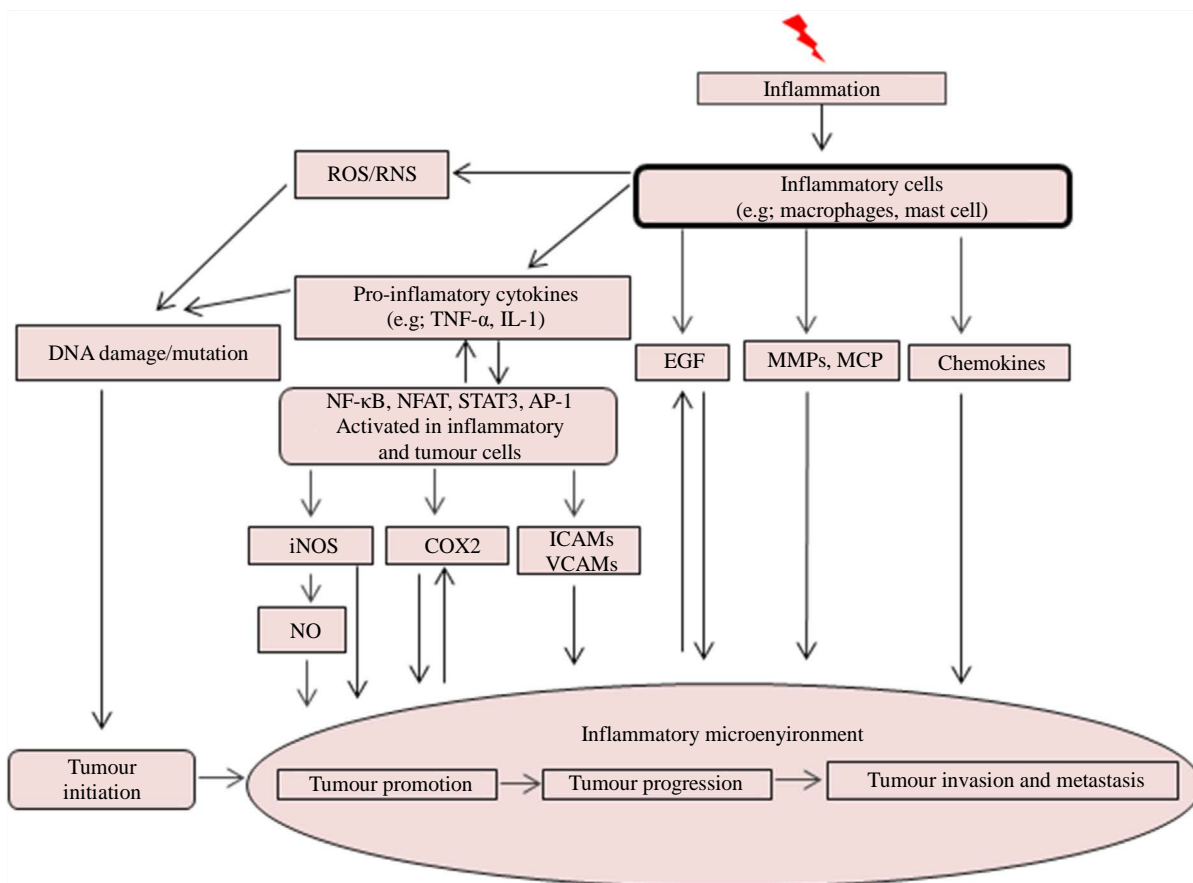 Inflammation
ROS/RNS
Inflammatory cells
(e.g; macrophages, mast cell)
Pro-inflamatory cytokines
(e.g; TNF-α, IL-1)
DNA damage/mutation
EGF
MMPs, MCP
Chemokines
NF-κB, NFAT, STAT3, AP-1
Activated in inflammatory
and tumour cells
iNOS
COX2
ICAMs
VCAMs
NO
Inflammatory microenyironment
Tumour
initiation
Tumour promotion
Tumour progression
Tumour invasion and metastasis